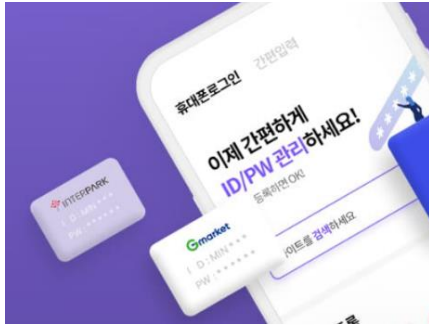 휴대폰로그인 간편입력
이제 간편하게
ID/PW 관리하세요!
등록하면 OK!
이트를 검색하세요
INTERPARK
I D : MIN * * *
PW : * * * * * *
Gmarket
I D : MIN * * *
PW : * * * * * *